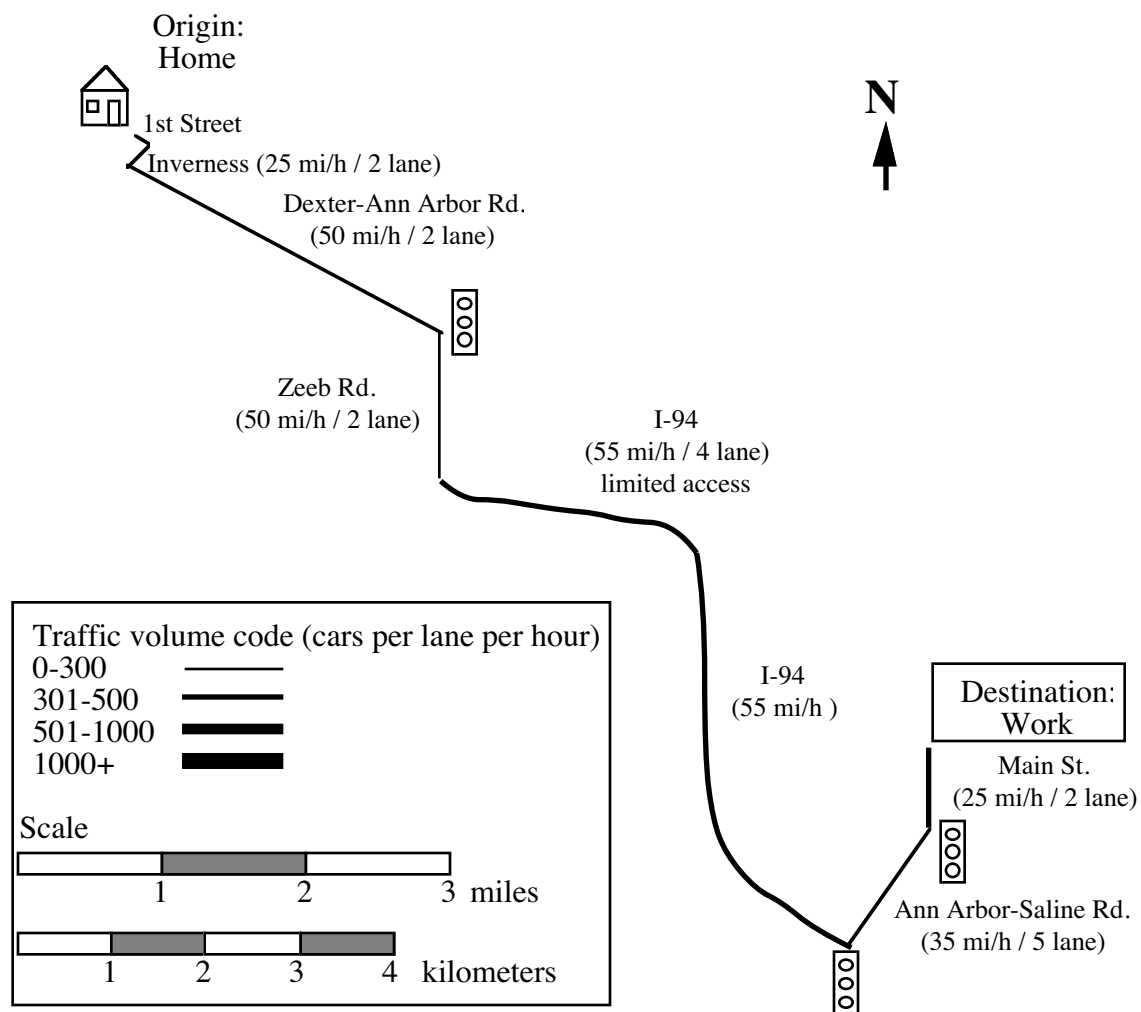 Origin:
Home
N
1st Street
Inverness (25 mi/h / 2 lane)
Dexter-Ann Arbor Rd.
(50 mi/h / 2 lane)
Zeeb Rd.
(50 mi/h / 2 lane)
I-94
(55 mi/h / 4 lane)
limited access
I-94
(55 mi/h )
Destination:
Work
Main St.
(25 mi/h / 2 lane)
Ann Arbor-Saline Rd.
(35 mi/h / 5 lane)
Traffic volume code (cars per lane per hour)
0-300
301-500
501-1000
1000+
Scale
1 2 3 miles
1 2 3 4 kilometers